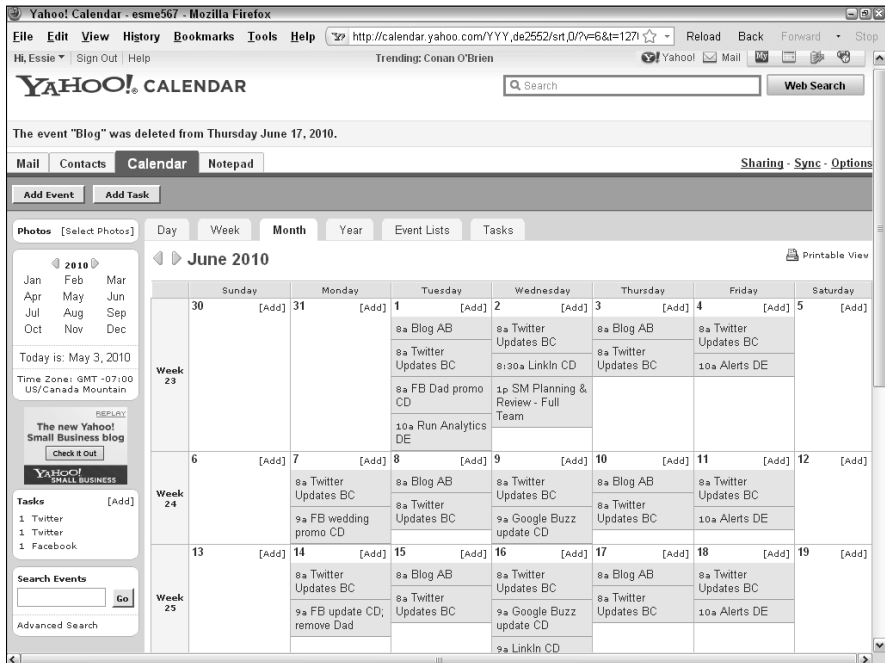 Yahoo! Calendar - esme567 - Mozilla Firefox
File Edit View History Bookmarks Tools Help http://calendar.yahoo.com/YYY,de2552/srt,0/?v=6&t=127 Reload Back Forward Stop
Hi, Essie Sign Out Help Trending: Conan O'Brien Yahoo! Mail My
YAHOO!® CALENDAR Search Web Search
The event "Blog" was deleted from Thursday June 17, 2010.
Mail Contacts Calendar Notepad Sharing - Sync - Options
Add Event Add Task
Photos [Select Photos]
2010
Jan Feb Mar
Apr May Jun
Jul Aug Sep
Oct Nov Dec
Today is: May 3, 2010
Time Zone: GMT -07:00
US/Canada Mountain
REPLAY
The new Yahoo!
Small Business blog
Check It Out
YAHOO!
SMALL BUSINESS
Tasks [Add]
1 Twitter
1 Twitter
1 Facebook
Search Events
Go
Advanced Search
Day Week Month Year Event Lists Tasks
June 2010 Printable View
Sunday Monday Tuesday Wednesday Thursday Friday Saturday
Week
23
30 [Add]
31 [Add]
1 [Add]
8a Blog AB
8a Twitter
Updates BC
8a FB Dad promo
CD
10a Run Analytics
DE
2 [Add]
8a Twitter
Updates BC
8:30a LinkIn CD
1p SM Planning &
Review - Full
Team
3 [Add]
8a Blog AB
8a Twitter
Updates BC
4 [Add]
8a Twitter
Updates BC
10a Alerts DE
5 [Add]
Week
24
6 [Add]
7 [Add]
8a Twitter
Updates BC
9a FB wedding
promo CD
8 [Add]
8a Blog AB
8a Twitter
Updates BC
9 [Add]
8a Twitter
Updates BC
9a Google Buzz
update CD
10 [Add]
8a Blog AB
8a Twitter
Updates BC
11 [Add]
8a Twitter
Updates BC
10a Alerts DE
12 [Add]
Week
25
13 [Add]
14 [Add]
8a Twitter
Updates BC
9a FB update CD;
remove Dad
15 [Add]
8a Blog AB
8a Twitter
Updates BC
16 [Add]
8a Twitter
Updates BC
9a Google Buzz
update CD
9a LinkIn CD
17 [Add]
8a Blog AB
8a Twitter
Updates BC
18 [Add]
8a Twitter
Updates BC
10a Alerts DE
19 [Add]